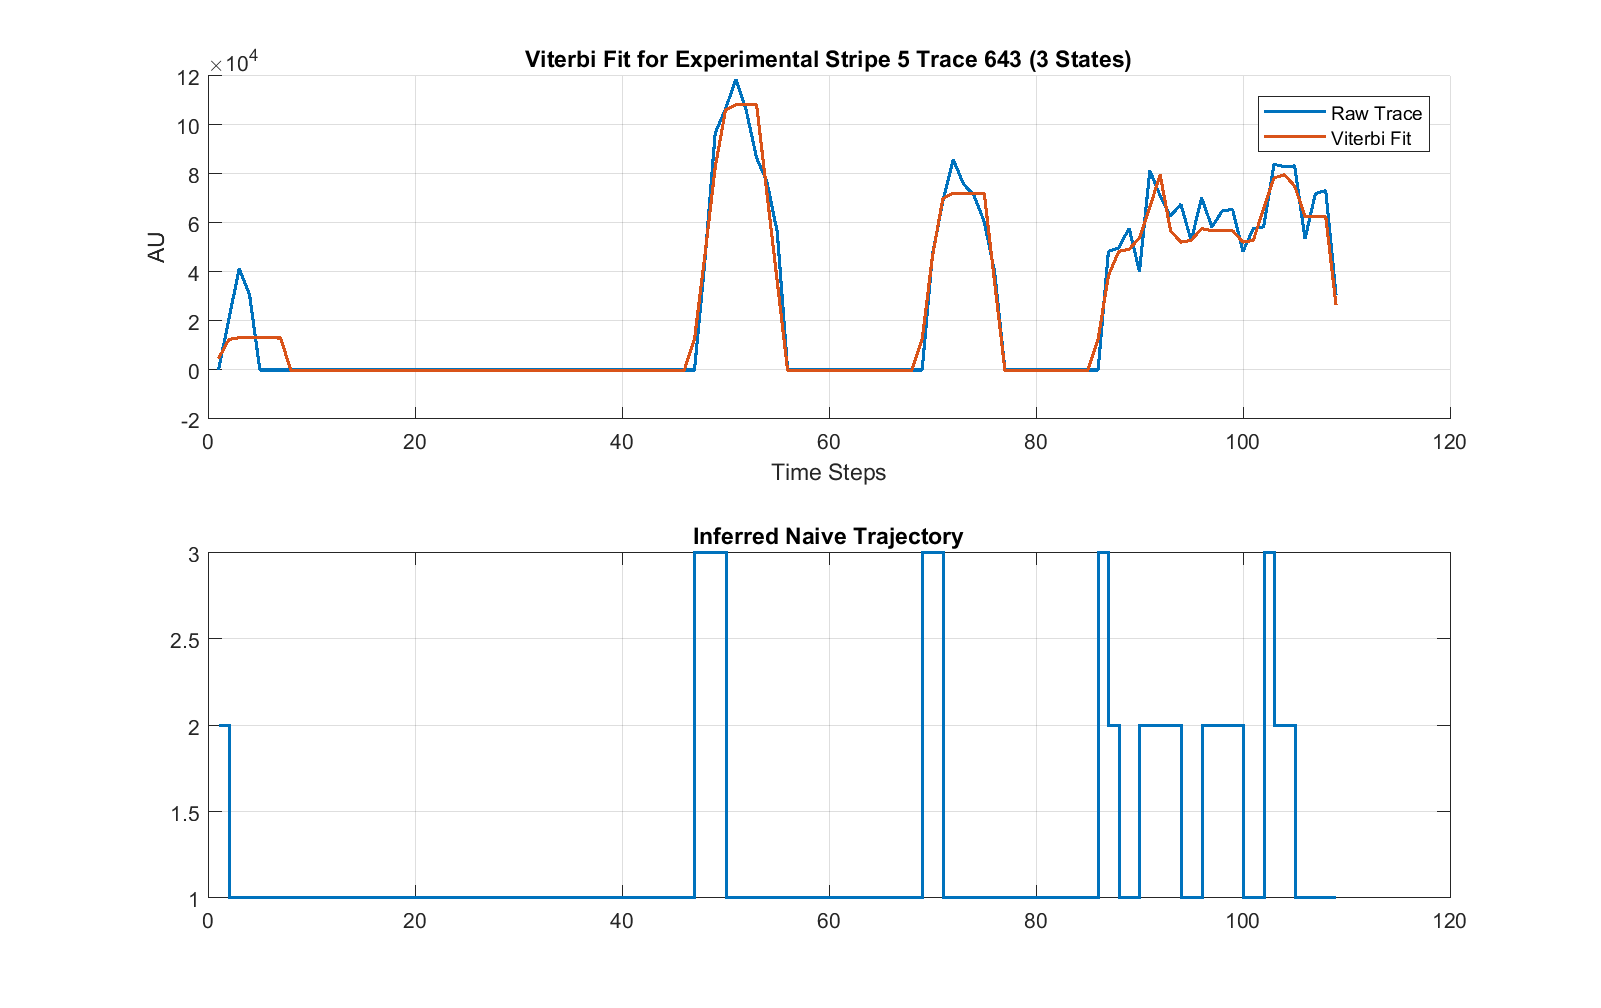 Viterbi Fit for Experimental Stripe 5 Trace 643 (3 States)
×10^4
12
10
8
6
4
2
0
-2
AU
Raw Trace
Viterbi Fit
0 20 40 60 80 100 120
Time Steps
Inferred Naive Trajectory
3
2.5
2
1.5
1
0 20 40 60 80 100 120